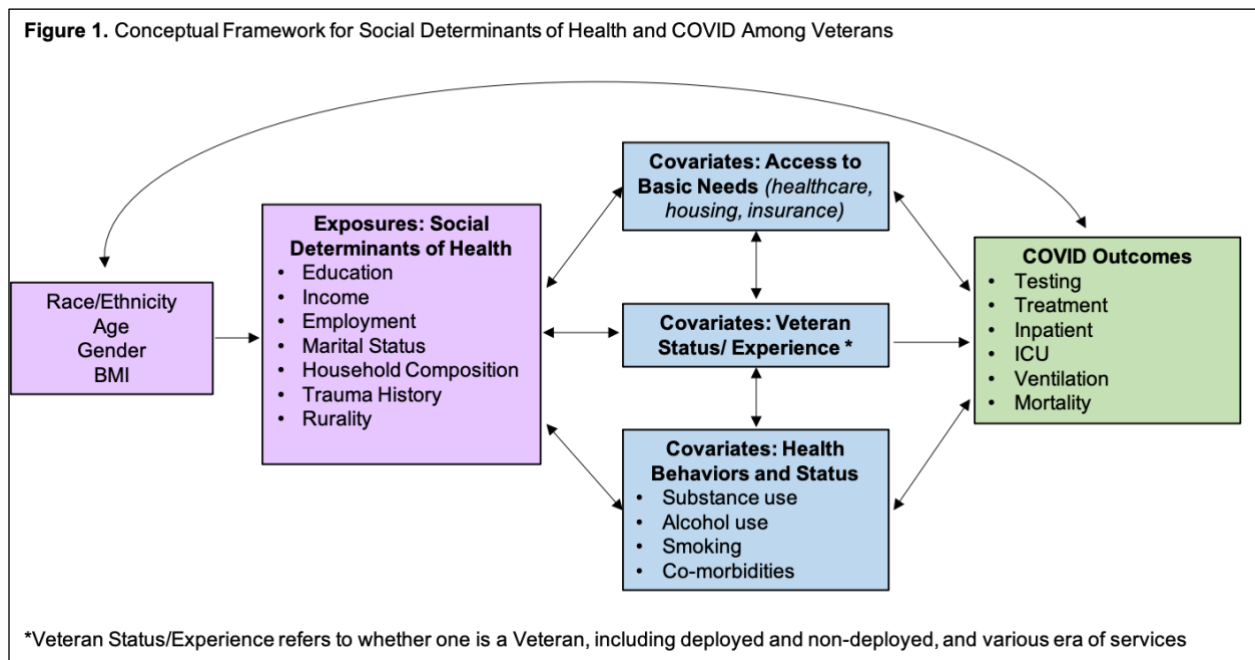 Figure 1. Conceptual Framework for Social Determinants of Health and COVID Among Veterans
Race/Ethnicity
Age
Gender
BMI
Exposures: Social
Determinants of Health
• Education
• Income
• Employment
• Marital Status
• Household Composition
• Trauma History
• Rurality
Covariates: Access to
Basic Needs (healthcare,
housing, insurance)
Covariates: Veteran
Status/ Experience *
Covariates: Health
Behaviors and Status
• Substance use
• Alcohol use
• Smoking
• Co-morbidities
COVID Outcomes
• Testing
• Treatment
• Inpatient
• ICU
• Ventilation
• Mortality
*Veteran Status/Experience refers to whether one is a Veteran, including deployed and non-deployed, and various era of services